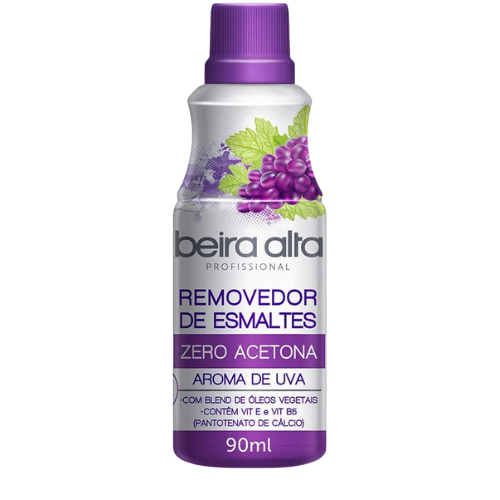 beira alta
PROFISSIONAL
REMOVEDOR
DE ESMALTES
ZERO ACETONA
AROMA DE UVA
•COM BLEND DE ÓLEOS VEGETAIS
•CONTÉM VIT E e VIT B5
(PANTOTENATO DE CÁLCIO)
90ml